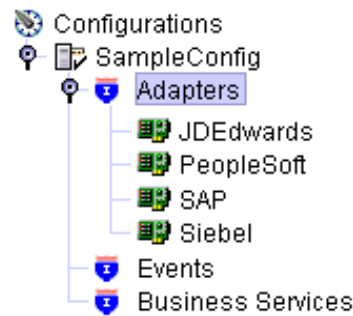 Configurations
SampleConfig
Adapters
JDEdwards
PeopleSoft
SAP
Siebel
Events
Business Services